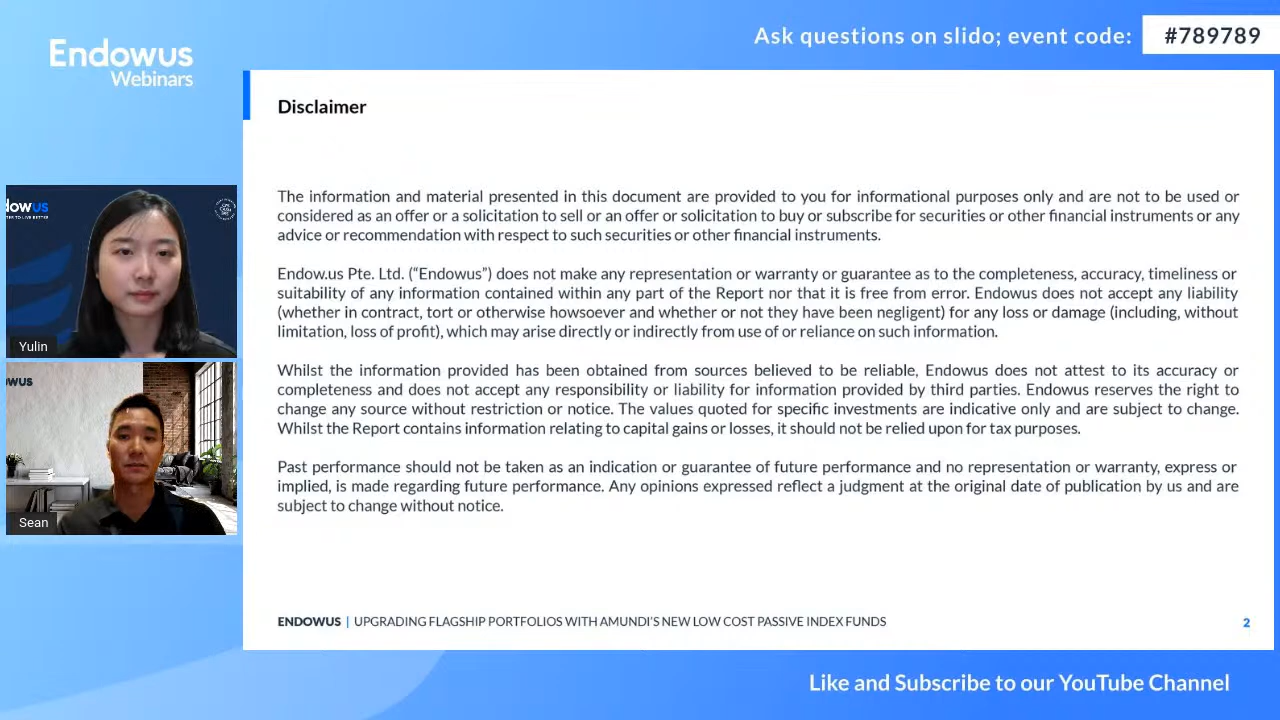 Endowus
Webinars
Ask questions on slido; event code:
#789789
Disclaimer
The information and material presented in this document are provided to you for informational purposes only and are not to be used or
considered as an offer or a solicitation to sell or an offer or solicitation to buy or subscribe for securities or other financial instruments or any
advice or recommendation with respect to such securities or other financial instruments.
Endow.us Pte. Ltd. (“Endowus”) does not make any representation or warranty or guarantee as to the completeness, accuracy, timeliness or
suitability of any information contained within any part of the Report nor that it is free from error. Endowus does not accept any liability
(whether in contract, tort or otherwise howsoever and whether or not they have been negligent) for any loss or damage (including, without
limitation, loss of profit), which may arise directly or indirectly from use of or reliance on such information.
Whilst the information provided has been obtained from sources believed to be reliable, Endowus does not attest to its accuracy or
completeness and does not accept any responsibility or liability for information provided by third parties. Endowus reserves the right to
change any source without restriction or notice. The values quoted for specific investments are indicative only and are subject to change.
Whilst the Report contains information relating to capital gains or losses, it should not be relied upon for tax purposes.
Past performance should not be taken as an indication or guarantee of future performance and no representation or warranty, express or
implied, is made regarding future performance. Any opinions expressed reflect a judgment at the original date of publication by us and are
subject to change without notice.
ENDOWUS | UPGRADING FLAGSHIP PORTFOLIOS WITH AMUNDI'S NEW LOW COST PASSIVE INDEX FUNDS
2
dowus
Yulin
owus
Sean
Like and Subscribe to our YouTube Channel